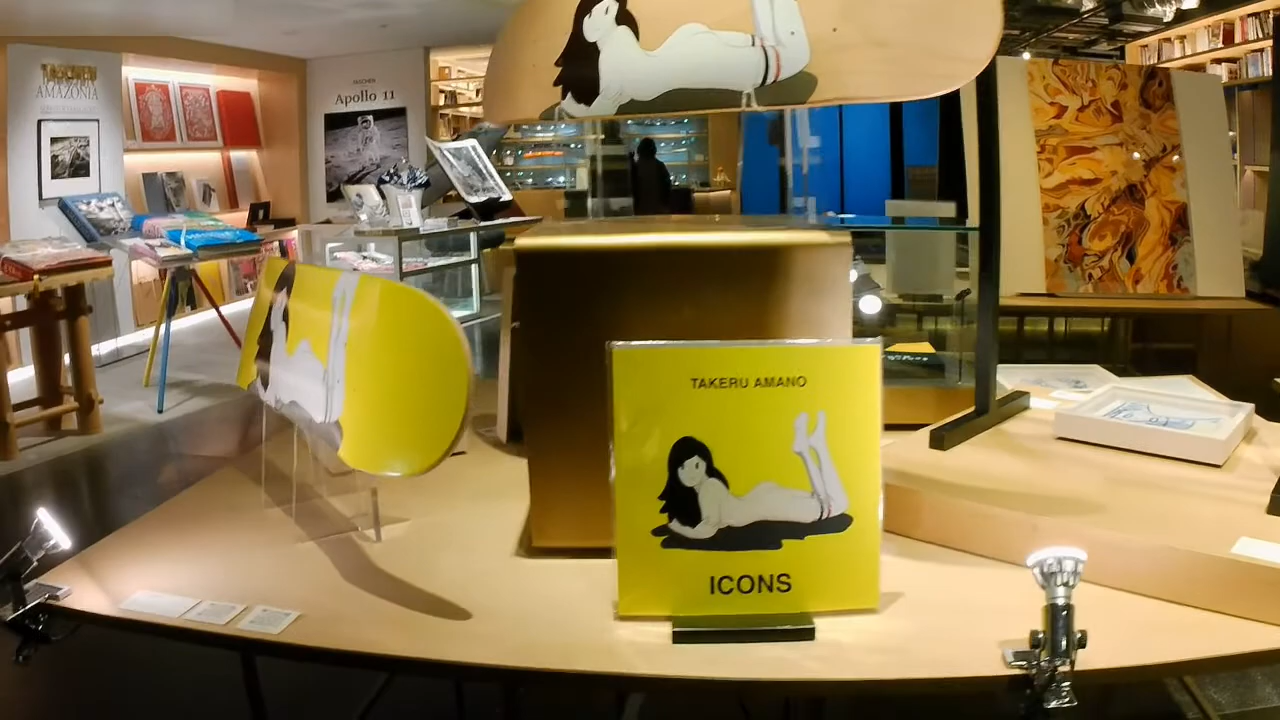 TASCHEN
AMAZONIA
TASCHEN
Apollo 11
TAKERU AMANO
ICONS